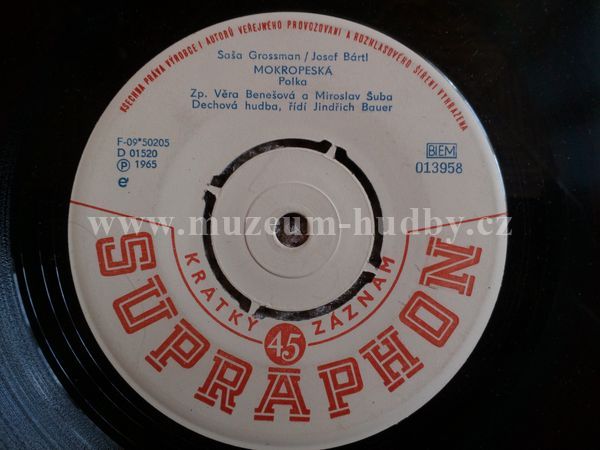 VŠECHNA PRÁVA VÝROBCE I AUTORŮ VEŘEJNÉHO PROVOZOVÁNÍ A ROZHLASOVÉHO ŠÍŘENÍ VYHRAZENA
Saša Grossman / Josef Bártl
MOKROPESKÁ
Polka
Zp. Věra Benešová a Miroslav Šuba
Dechová hudba, řídí Jindřich Bauer
F-09*50205
D 01520
Ⓟ 1965
e
BIEM
013958
www.muzeum-hudby.cz
KRÁTKÝ 45 ZÁZNAM
SUPRAPHON